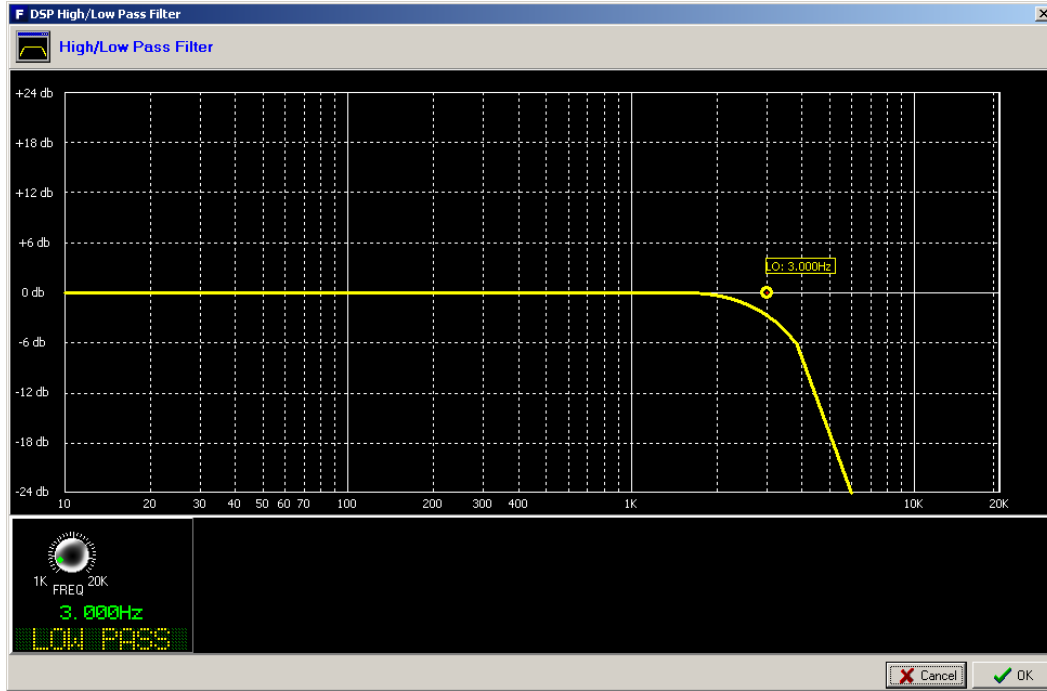 F DSP High/Low Pass Filter
High/Low Pass Filter
+24 db
+18 db
+12 db
+6 db
LO: 3.000Hz
0 db
-6 db
-12 db
-18 db
-24 db
10 20 30 40 50 60 70 100 200 300 400 1K 10K 20K
1K FREQ 20K
3.000Hz
LOW PASS
Cancel OK